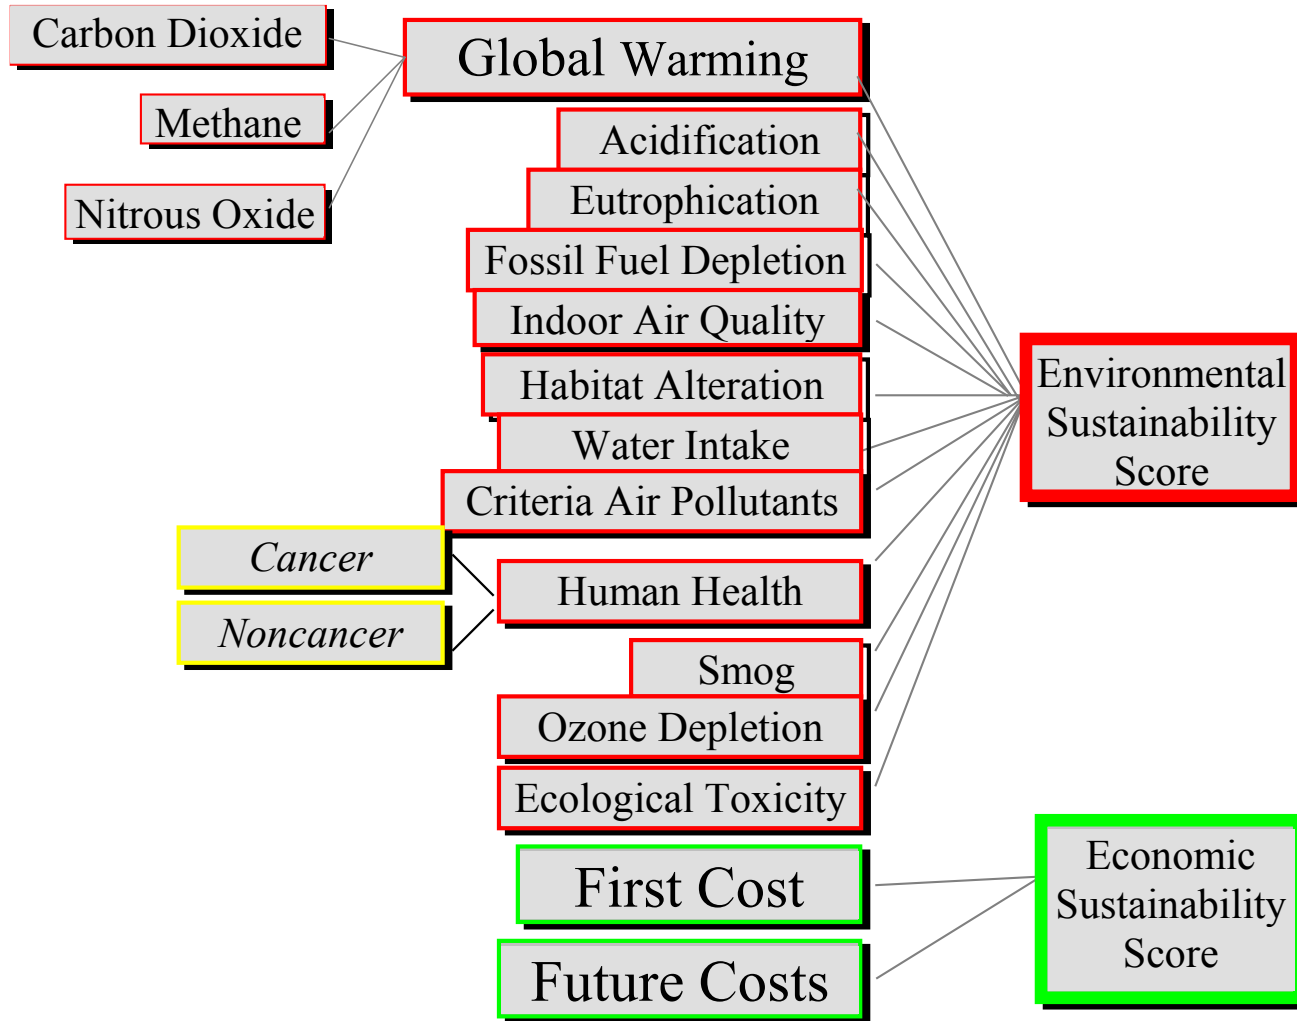 Carbon Dioxide
Methane
Nitrous Oxide
Global Warming
Acidification
Eutrophication
Fossil Fuel Depletion
Indoor Air Quality
Habitat Alteration
Water Intake
Criteria Air Pollutants
Cancer
Noncancer
Human Health
Smog
Ozone Depletion
Ecological Toxicity
First Cost
Future Costs
Environmental
Sustainability
Score
Economic
Sustainability
Score